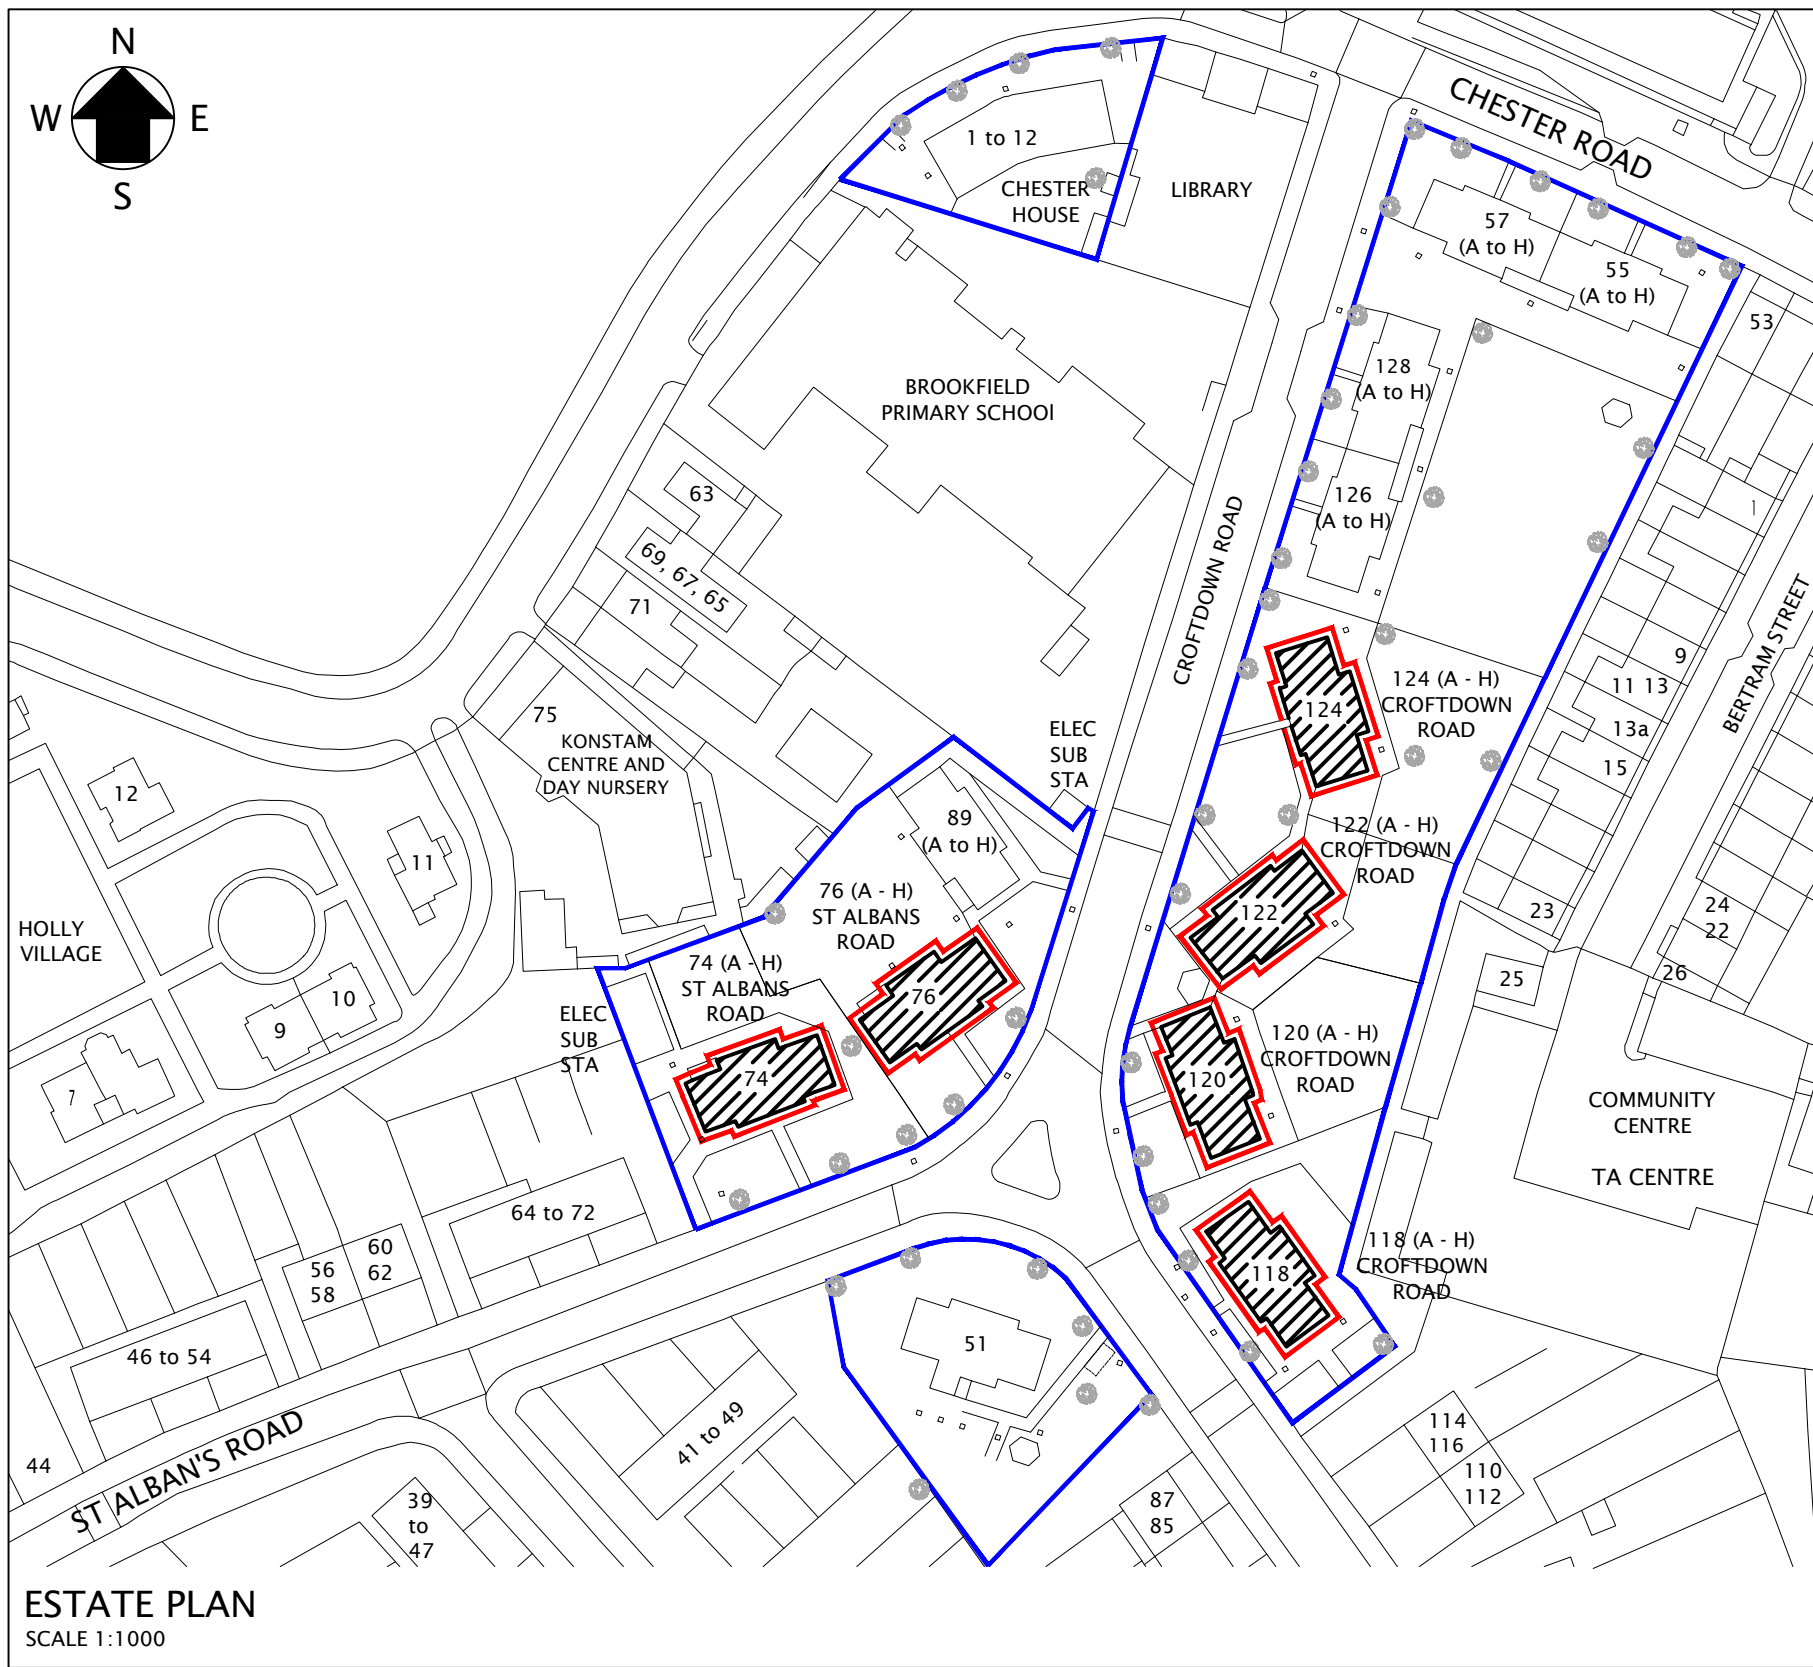 N
W
E
S
CHESTER ROAD
1 to 12
CHESTER
HOUSE
LIBRARY
57
(A to H)
55
(A to H)
53
128
(A to H)
BROOKFIELD
PRIMARY SCHOOl
126
(A to H)
63
69, 67, 65
71
CROFTDOWN ROAD
BERTRAM STREET
9
11 13
13a
15
23
24
22
26
25
124
124 (A - H)
CROFTDOWN
ROAD
75
KONSTAM
CENTRE AND
DAY NURSERY
ELEC
SUB
STA
12
11
89
(A to H)
122 (A - H)
CROFTDOWN
ROAD
122
76 (A - H)
ST ALBANS
ROAD
76
74 (A - H)
ST ALBANS
ROAD
74
HOLLY
VILLAGE
10
9
7
ELEC
SUB
STA
120 (A - H)
CROFTDOWN
ROAD
120
COMMUNITY
CENTRE
TA CENTRE
118 (A - H)
CROFTDOWN
ROAD
118
64 to 72
60
62
56
58
46 to 54
51
44
ST ALBAN'S ROAD
41 to 49
39
to
47
87
85
114
116
110
112
ESTATE PLAN
SCALE 1:1000